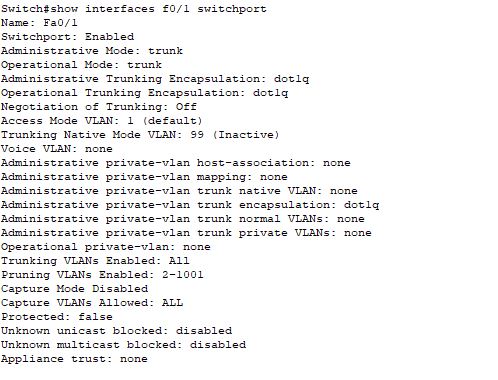 Switch#show interfaces f0/1 switchport
Name: Fa0/1
Switchport: Enabled
Administrative Mode: trunk
Operational Mode: trunk
Administrative Trunking Encapsulation: dot1q
Operational Trunking Encapsulation: dot1q
Negotiation of Trunking: Off
Access Mode VLAN: 1 (default)
Trunking Native Mode VLAN: 99 (Inactive)
Voice VLAN: none
Administrative private-vlan host-association: none
Administrative private-vlan mapping: none
Administrative private-vlan trunk native VLAN: none
Administrative private-vlan trunk encapsulation: dot1q
Administrative private-vlan trunk normal VLANs: none
Administrative private-vlan trunk private VLANs: none
Operational private-vlan: none
Trunking VLANs Enabled: All
Pruning VLANs Enabled: 2-1001
Capture Mode Disabled
Capture VLANs Allowed: ALL
Protected: false
Unknown unicast blocked: disabled
Unknown multicast blocked: disabled
Appliance trust: none